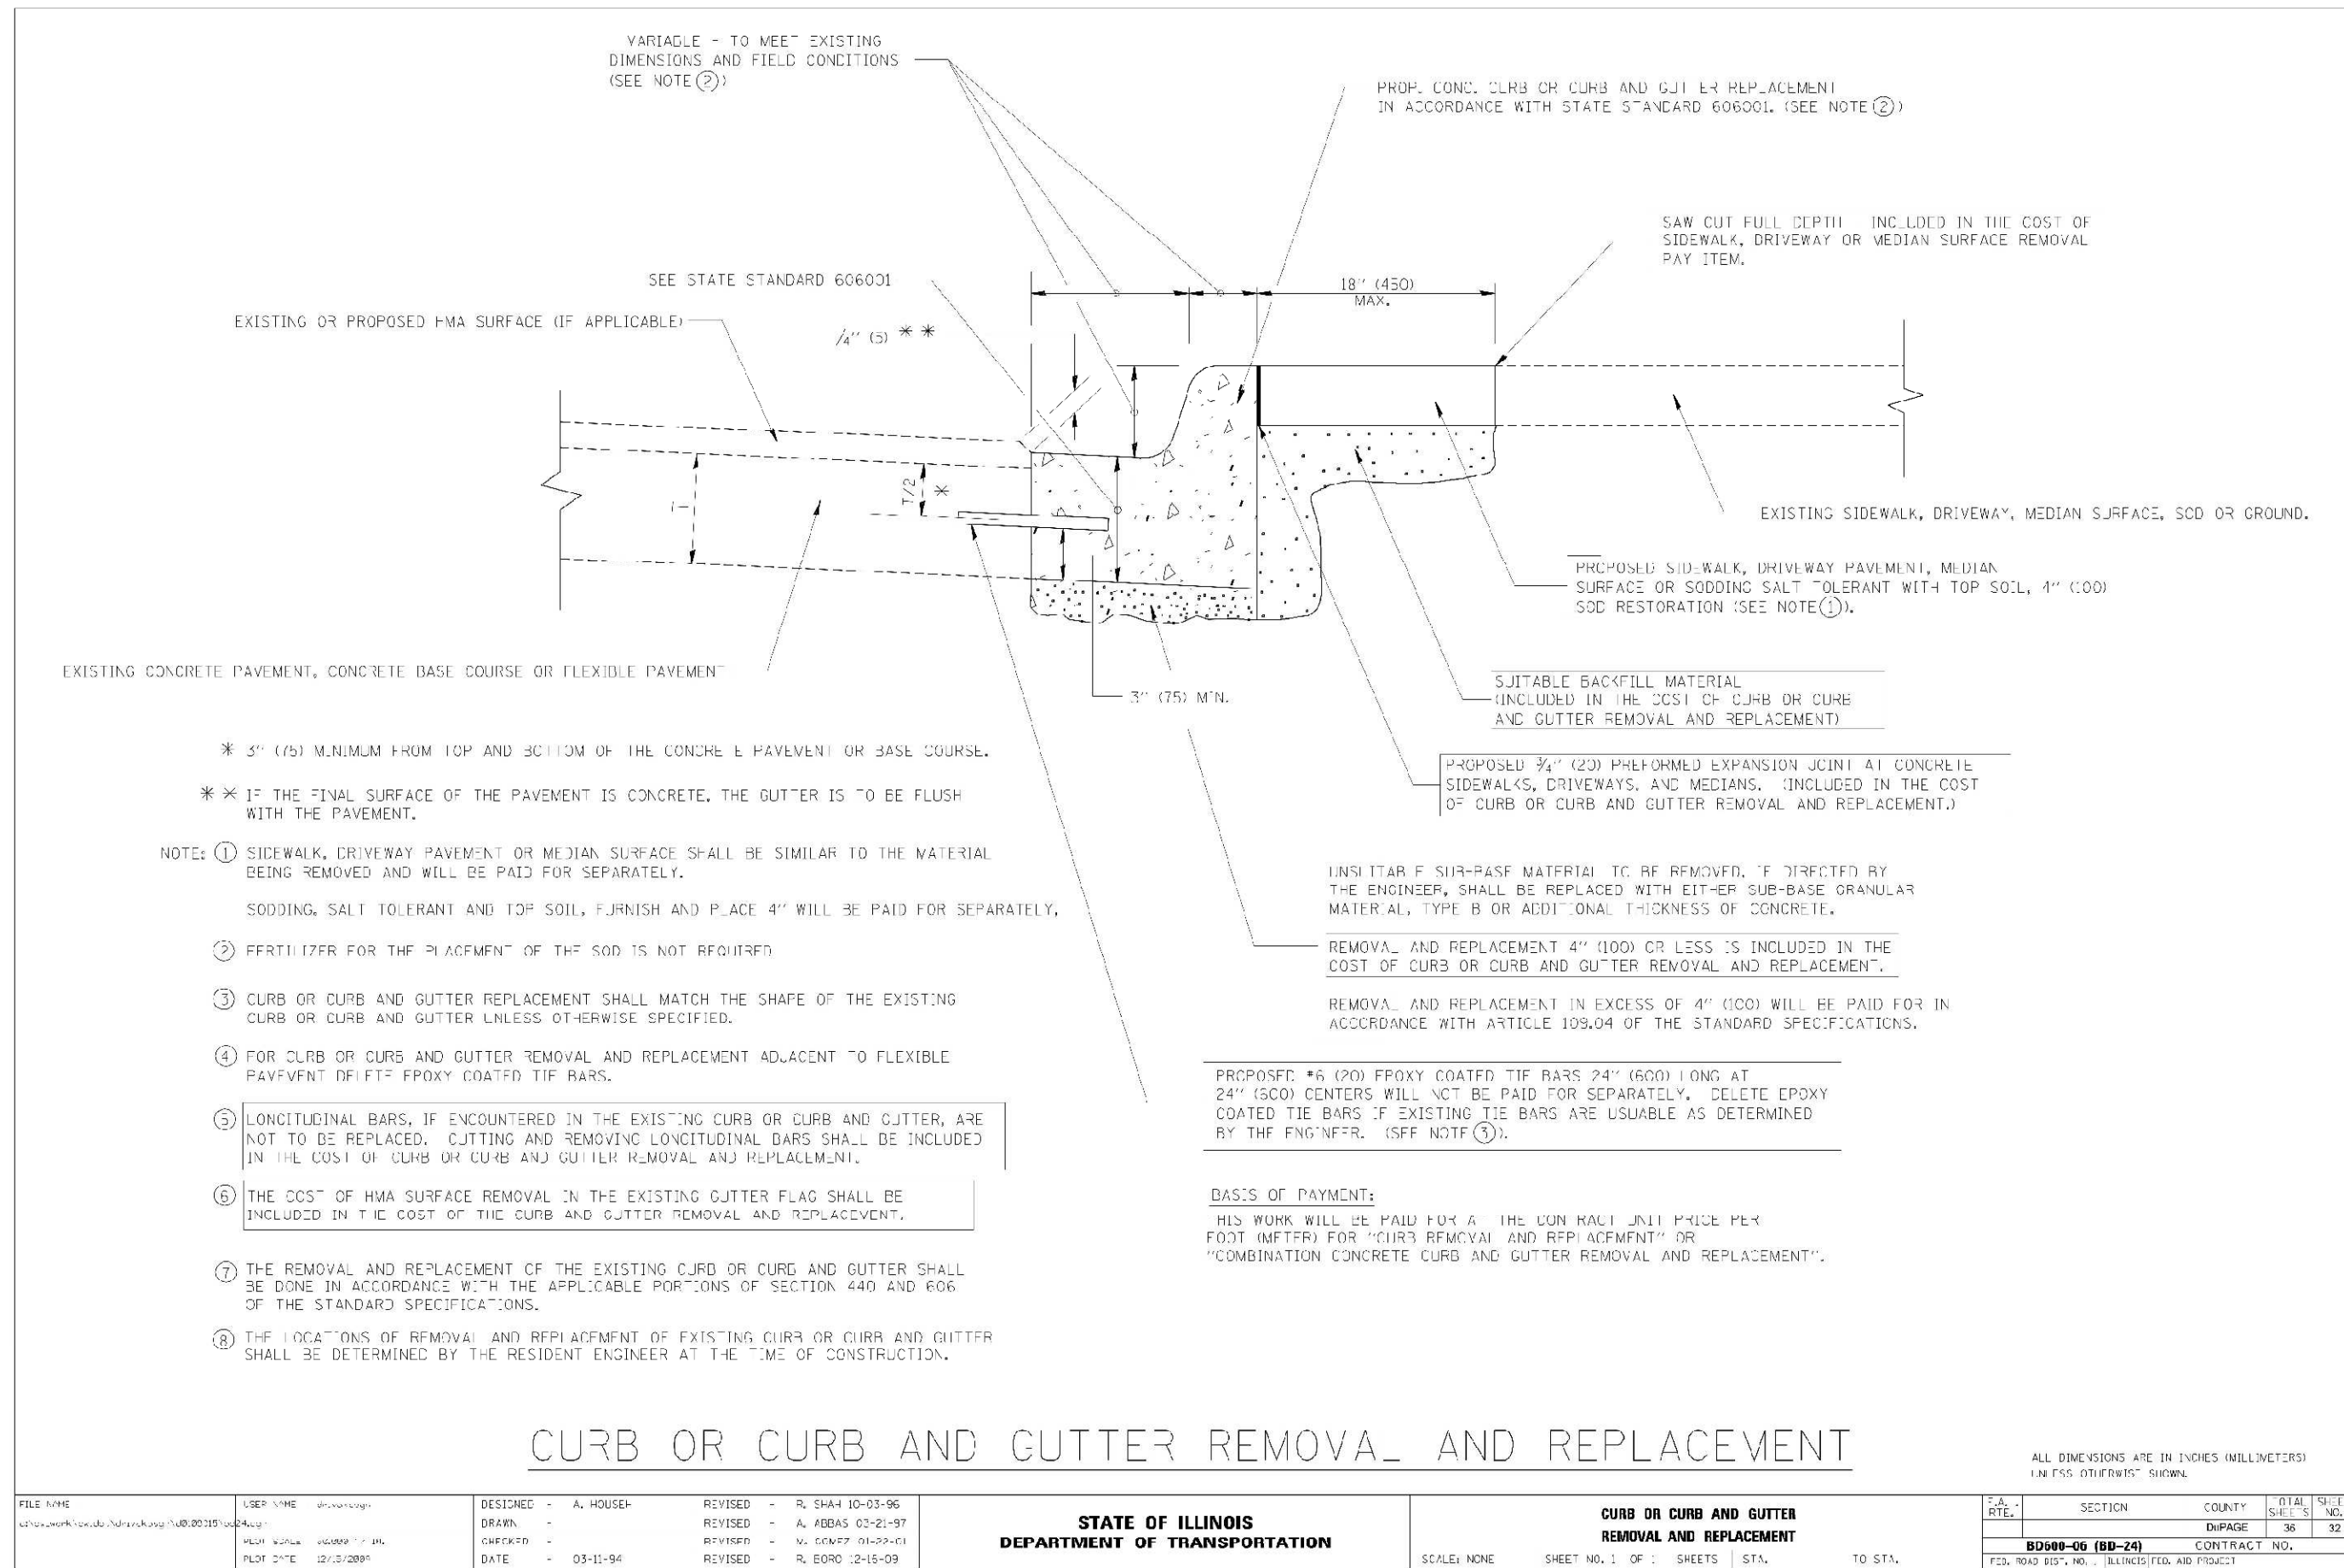 VARIABLE - TO MEET EXISTING
DIMENSIONS AND FIELD CONDITIONS
(SEE NOTE ②)
PROP. CONC. CURB OR CURB AND GUTTER REPLACEMENT
IN ACCORDANCE WITH STATE STANDARD 606001. (SEE NOTE ②)
SAW CUT FULL DEPTH INCLUDED IN THE COST OF
SIDEWALK, DRIVEWAY OR MEDIAN SURFACE REMOVAL
PAY ITEM.
SEE STATE STANDARD 606001
18" (450)
MAX.
EXISTING OR PROPOSED HMA SURFACE (IF APPLICABLE)
/4" (5) * *
T
T/2
*
EXISTING SIDEWALK, DRIVEWAY, MEDIAN SURFACE, SOD OR GROUND.
PROPOSED SIDEWALK, DRIVEWAY PAVEMENT, MEDIAN
SURFACE OR SODDING SALT TOLERANT WITH TOP SOIL, 4" (100)
SOD RESTORATION (SEE NOTE ①).
EXISTING CONCRETE PAVEMENT, CONCRETE BASE COURSE OR FLEXIBLE PAVEMENT
3" (75) MIN.
SUITABLE BACKFILL MATERIAL
(INCLUDED IN THE COST OF CURB OR CURB
AND GUTTER REMOVAL AND REPLACEMENT)
PROPOSED ¾" (20) PREFORMED EXPANSION JOINT AT CONCRETE
SIDEWALKS, DRIVEWAYS, AND MEDIANS. (INCLUDED IN THE COST
OF CURB OR CURB AND GUTTER REMOVAL AND REPLACEMENT.)
UNSUITABLE SUB-BASE MATERIAL TO BE REMOVED, IF DIRECTED BY
THE ENGINEER, SHALL BE REPLACED WITH EITHER SUB-BASE GRANULAR
MATERIAL, TYPE B OR ADDITIONAL THICKNESS OF CONCRETE.
REMOVAL AND REPLACEMENT 4" (100) OR LESS IS INCLUDED IN THE
COST OF CURB OR CURB AND GUTTER REMOVAL AND REPLACEMENT.
REMOVAL AND REPLACEMENT IN EXCESS OF 4" (100) WILL BE PAID FOR IN
ACCORDANCE WITH ARTICLE 109.04 OF THE STANDARD SPECIFICATIONS.
PROPOSED #6 (20) EPOXY COATED TIE BARS 24" (600) LONG AT
24" (600) CENTERS WILL NOT BE PAID FOR SEPARATELY. DELETE EPOXY
COATED TIE BARS IF EXISTING TIE BARS ARE USUABLE AS DETERMINED
BY THE ENGINEER. (SEE NOTE ③).
BASIS OF PAYMENT:
THIS WORK WILL BE PAID FOR AT THE CONTRACT UNIT PRICE PER
FOOT (METER) FOR "CURB REMOVAL AND REPLACEMENT" OR
"COMBINATION CONCRETE CURB AND GUTTER REMOVAL AND REPLACEMENT".
* 3" (75) MINIMUM FROM TOP AND BOTTOM OF THE CONCRETE PAVEMENT OR BASE COURSE.
* * IF THE FINAL SURFACE OF THE PAVEMENT IS CONCRETE, THE GUTTER IS TO BE FLUSH
WITH THE PAVEMENT.
NOTE: ① SIDEWALK, DRIVEWAY PAVEMENT OR MEDIAN SURFACE SHALL BE SIMILAR TO THE MATERIAL
BEING REMOVED AND WILL BE PAID FOR SEPARATELY.
SODDING, SALT TOLERANT AND TOP SOIL, FURNISH AND PLACE 4" WILL BE PAID FOR SEPARATELY.
② FERTILIZER FOR THE PLACEMENT OF THE SOD IS NOT REQUIRED
③ CURB OR CURB AND GUTTER REPLACEMENT SHALL MATCH THE SHAPE OF THE EXISTING
CURB OR CURB AND GUTTER UNLESS OTHERWISE SPECIFIED.
④ FOR CURB OR CURB AND GUTTER REMOVAL AND REPLACEMENT ADJACENT TO FLEXIBLE
PAVEMENT DELETE EPOXY COATED TIE BARS.
⑤ LONGITUDINAL BARS, IF ENCOUNTERED IN THE EXISTING CURB OR CURB AND GUTTER, ARE
NOT TO BE REPLACED. CUTTING AND REMOVING LONGITUDINAL BARS SHALL BE INCLUDED
IN THE COST OF CURB OR CURB AND GUTTER REMOVAL AND REPLACEMENT.
⑥ THE COST OF HMA SURFACE REMOVAL IN THE EXISTING GUTTER FLAG SHALL BE
INCLUDED IN THE COST OF THE CURB AND GUTTER REMOVAL AND REPLACEMENT.
⑦ THE REMOVAL AND REPLACEMENT OF THE EXISTING CURB OR CURB AND GUTTER SHALL
BE DONE IN ACCORDANCE WITH THE APPLICABLE PORTIONS OF SECTION 440 AND 606
OF THE STANDARD SPECIFICATIONS.
⑧ THE LOCATIONS OF REMOVAL AND REPLACEMENT OF EXISTING CURB OR CURB AND GUTTER
SHALL BE DETERMINED BY THE RESIDENT ENGINEER AT THE TIME OF CONSTRUCTION.
CURB OR CURB AND GUTTER REMOVAL AND REPLACEMENT
ALL DIMENSIONS ARE IN INCHES (MILLIMETERS)
UNLESS OTHERWISE SHOWN.
FILE NAME
USER NAME
PLOT SCALE
PLOT DATE
DESIGNED - A. HOUSEH
DRAWN -
CHECKED -
DATE - 03-11-94
REVISED - R. SHAH 10-03-96
REVISED - A. ABBAS 03-21-97
REVISED - M. GOMEZ 01-22-01
REVISED - R. BORO 12-15-09
STATE OF ILLINOIS
DEPARTMENT OF TRANSPORTATION
CURB OR CURB AND GUTTER
REMOVAL AND REPLACEMENT
SCALE: NONE SHEET NO. 1 OF 1 SHEETS STA. TO STA.
F.A. RTE. SECTION COUNTY TOTAL SHEETS SHEET NO.
DuPAGE 36 32
BD600-06 (BD-24) CONTRACT NO.
FED. ROAD DIST. NO. ILLINOIS FED. AID PROJECT